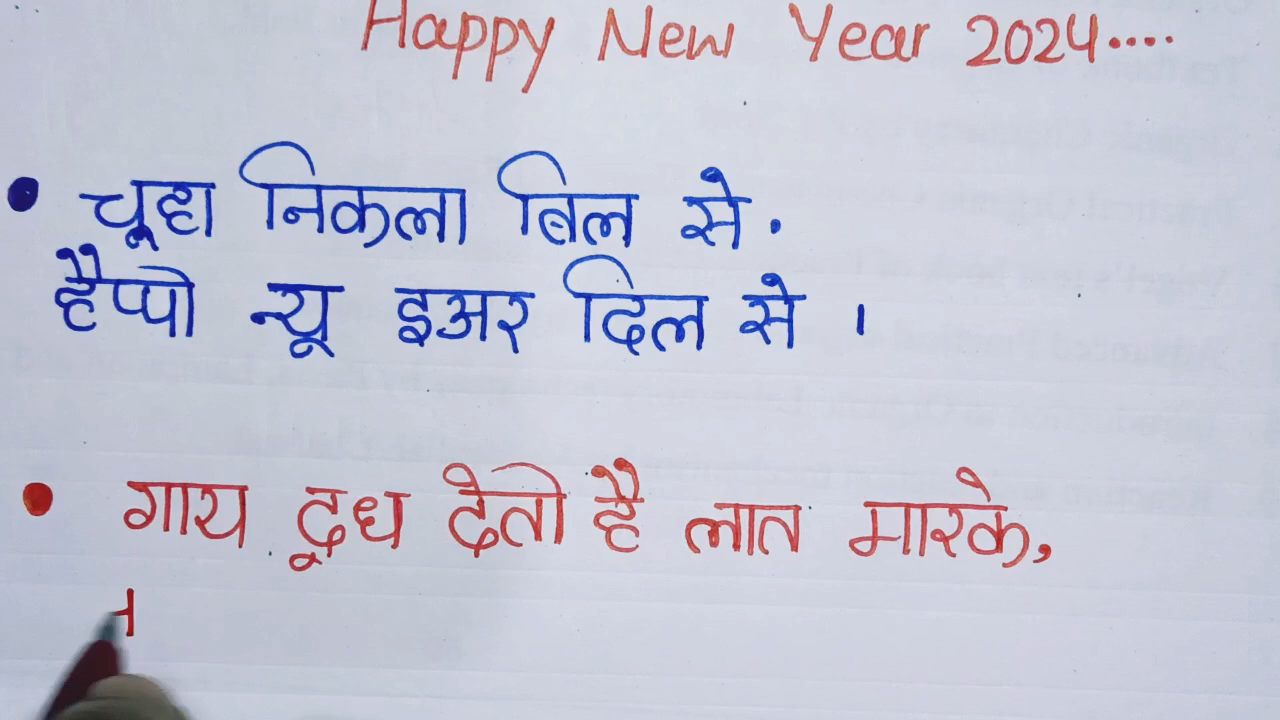 Happy New Year 2024....
• चूहा निकला बिल से.
हैप्पी न्यू इअर दिल से ।
• गाय दूध देती है लात मारके,